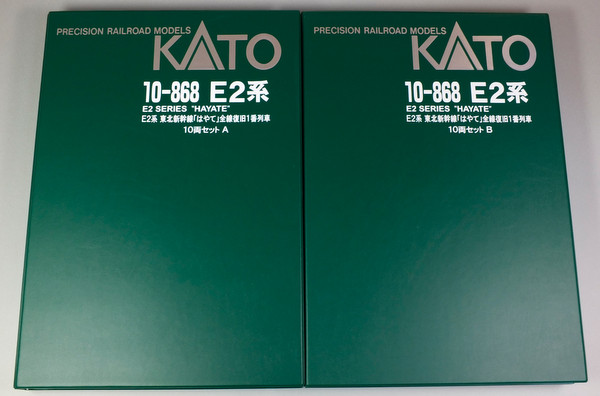 PRECISION RAILROAD MODELS
KATO
10-868 E2系
E2 SERIES "HAYATE"
E2系 東北新幹線「はやて」全線復旧1番列車
10両セット A
PRECISION RAILROAD MODELS
KATO
10-868 E2系
E2 SERIES "HAYATE"
E2系 東北新幹線「はやて」全線復旧1番列車
10両セット B